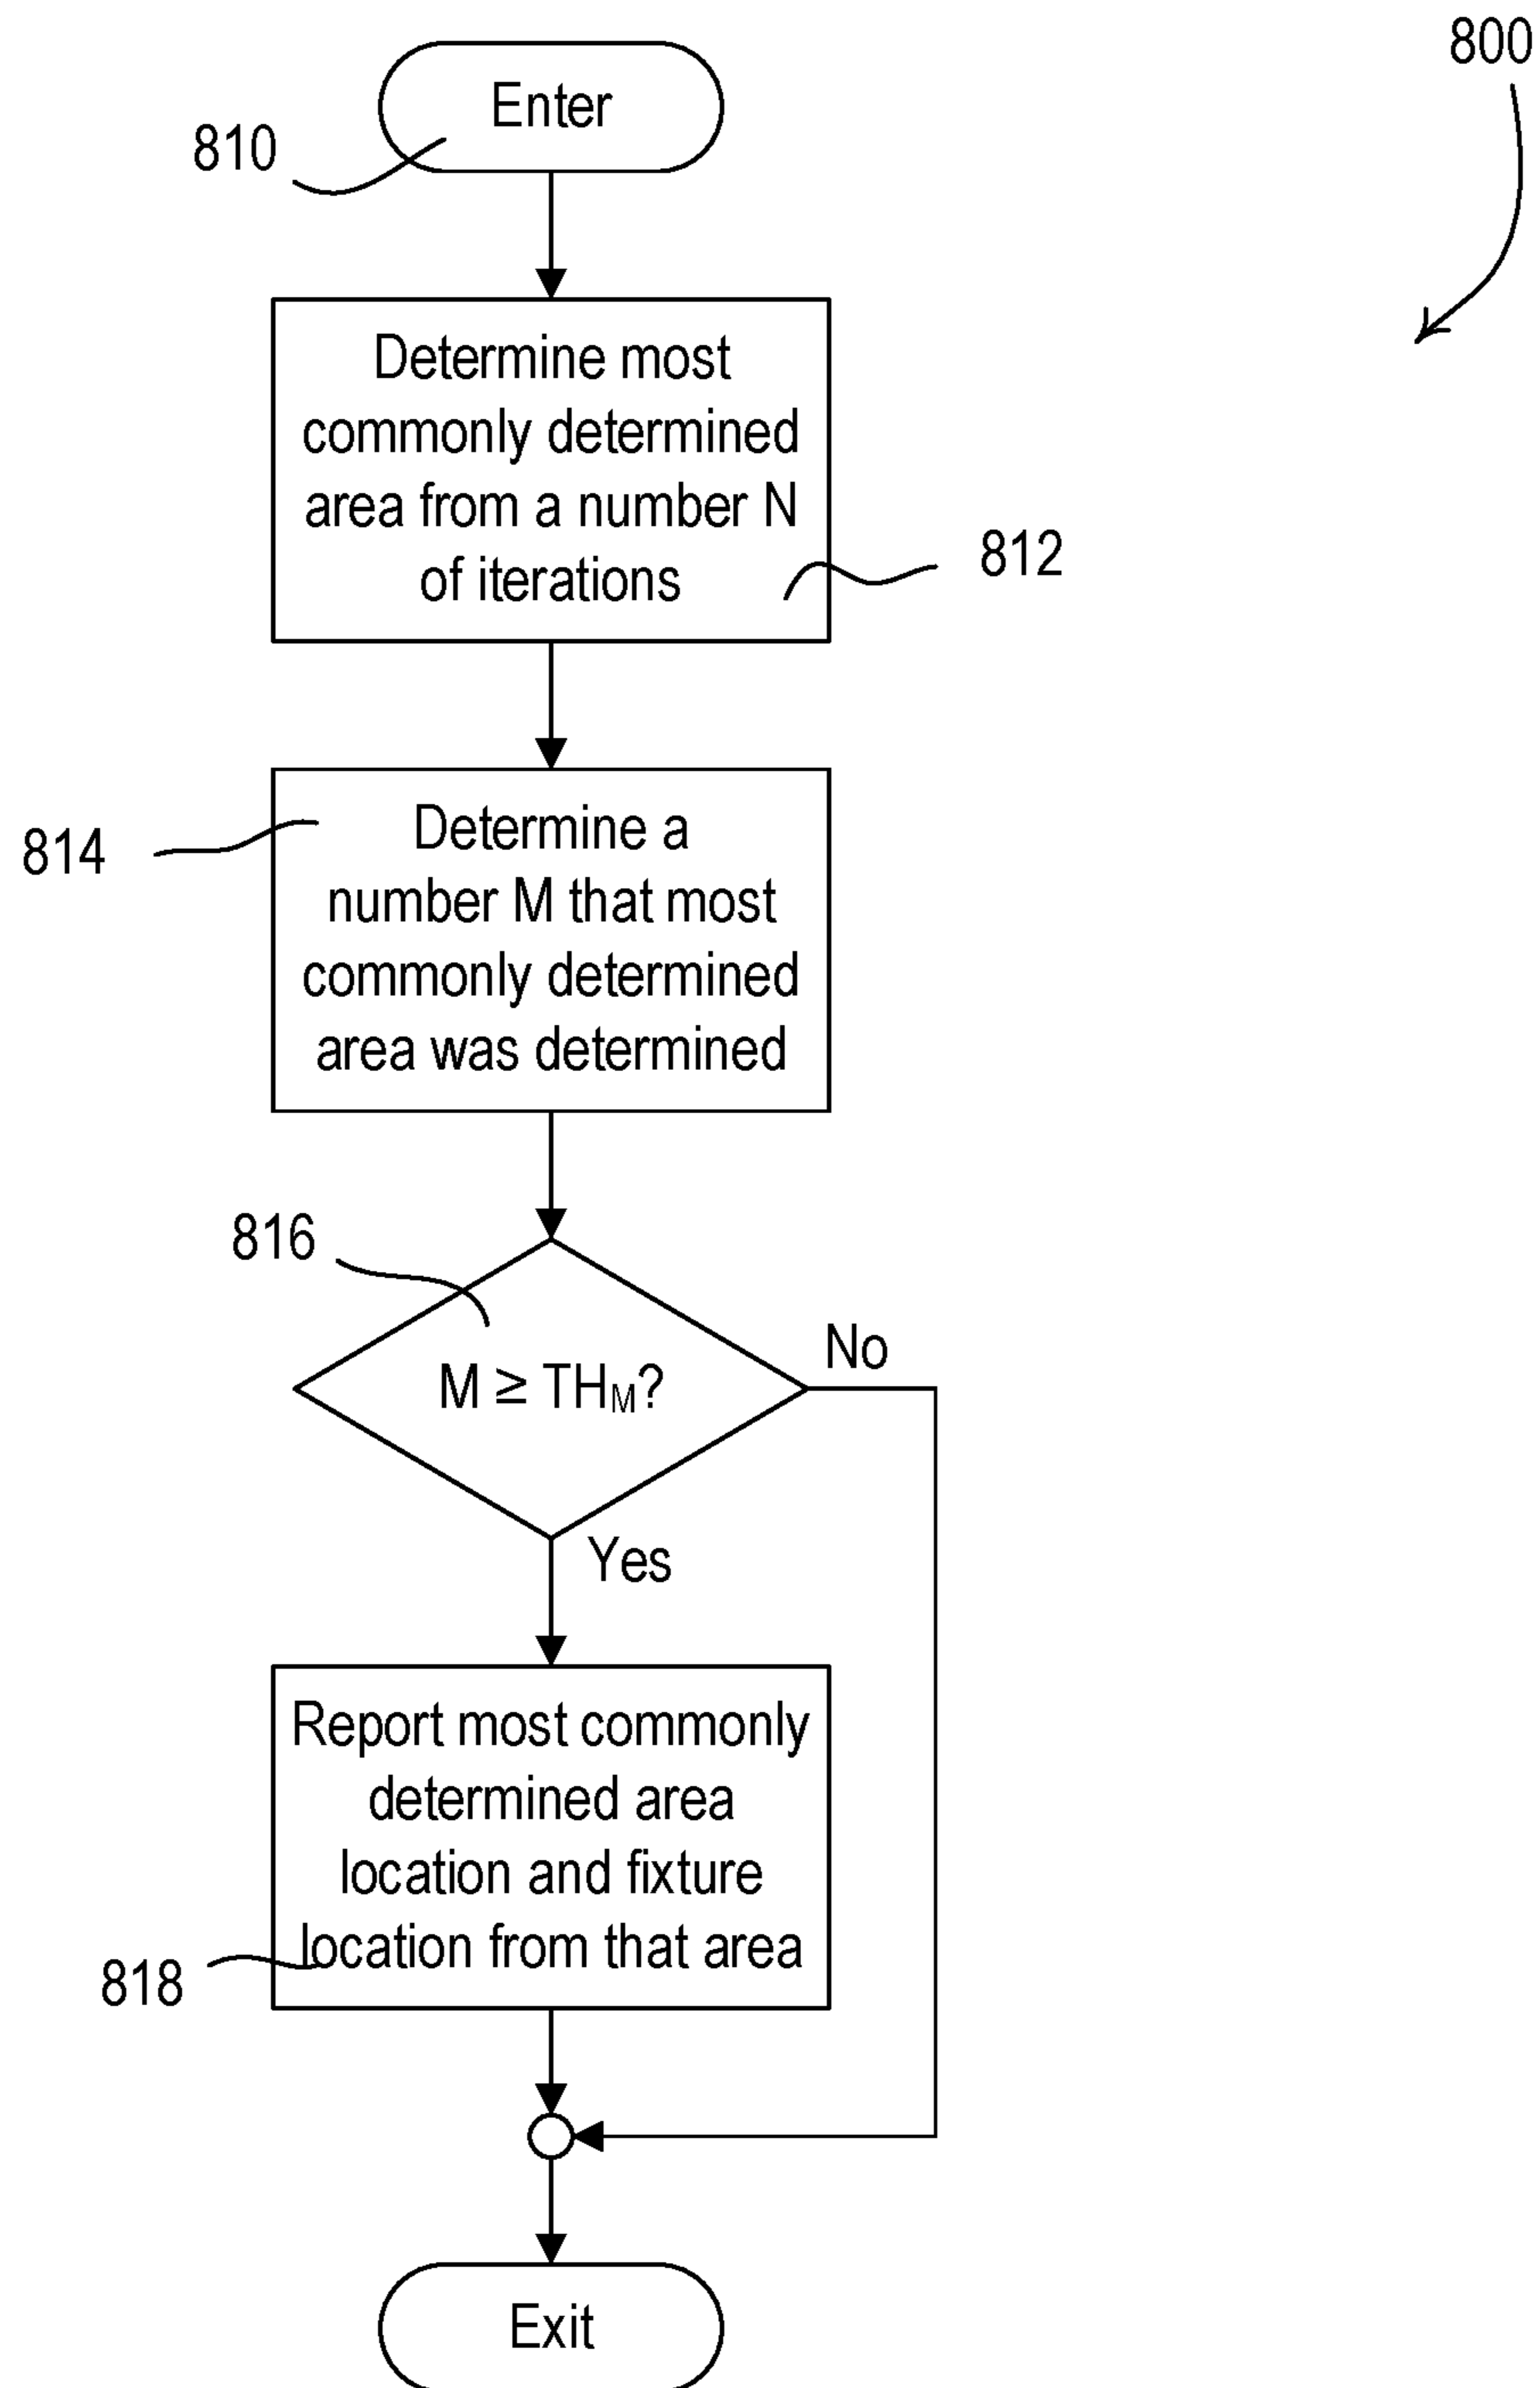 800
Enter
810
Determine most
commonly determined
area from a number N
of iterations
812
Determine a
number M that most
commonly determined
area was determined
814
816
M ≥ THM?
No
Yes
Report most commonly
determined area
location and fixture
location from that area
818
Exit